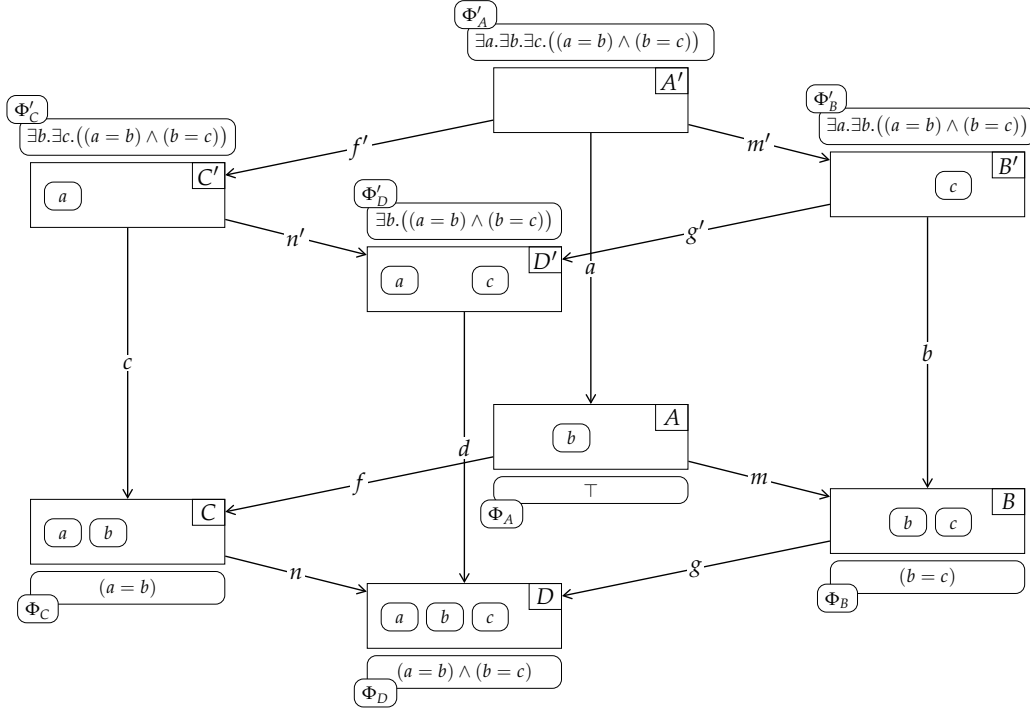 Φ′_A
∃a.∃b.∃c.((a = b) ∧ (b = c))
A′
Φ′_C
∃b.∃c.((a = b) ∧ (b = c))
C′
a
f′
m′
Φ′_B
∃a.∃b.((a = b) ∧ (b = c))
B′
c
Φ′_D
∃b.((a = b) ∧ (b = c))
D′
a c
n′
g′
a
c
b
d
A
b
⊤
Φ_A
f
m
C
a b
(a = b)
Φ_C
B
b c
(b = c)
Φ_B
n
g
D
a b c
(a = b) ∧ (b = c)
Φ_D